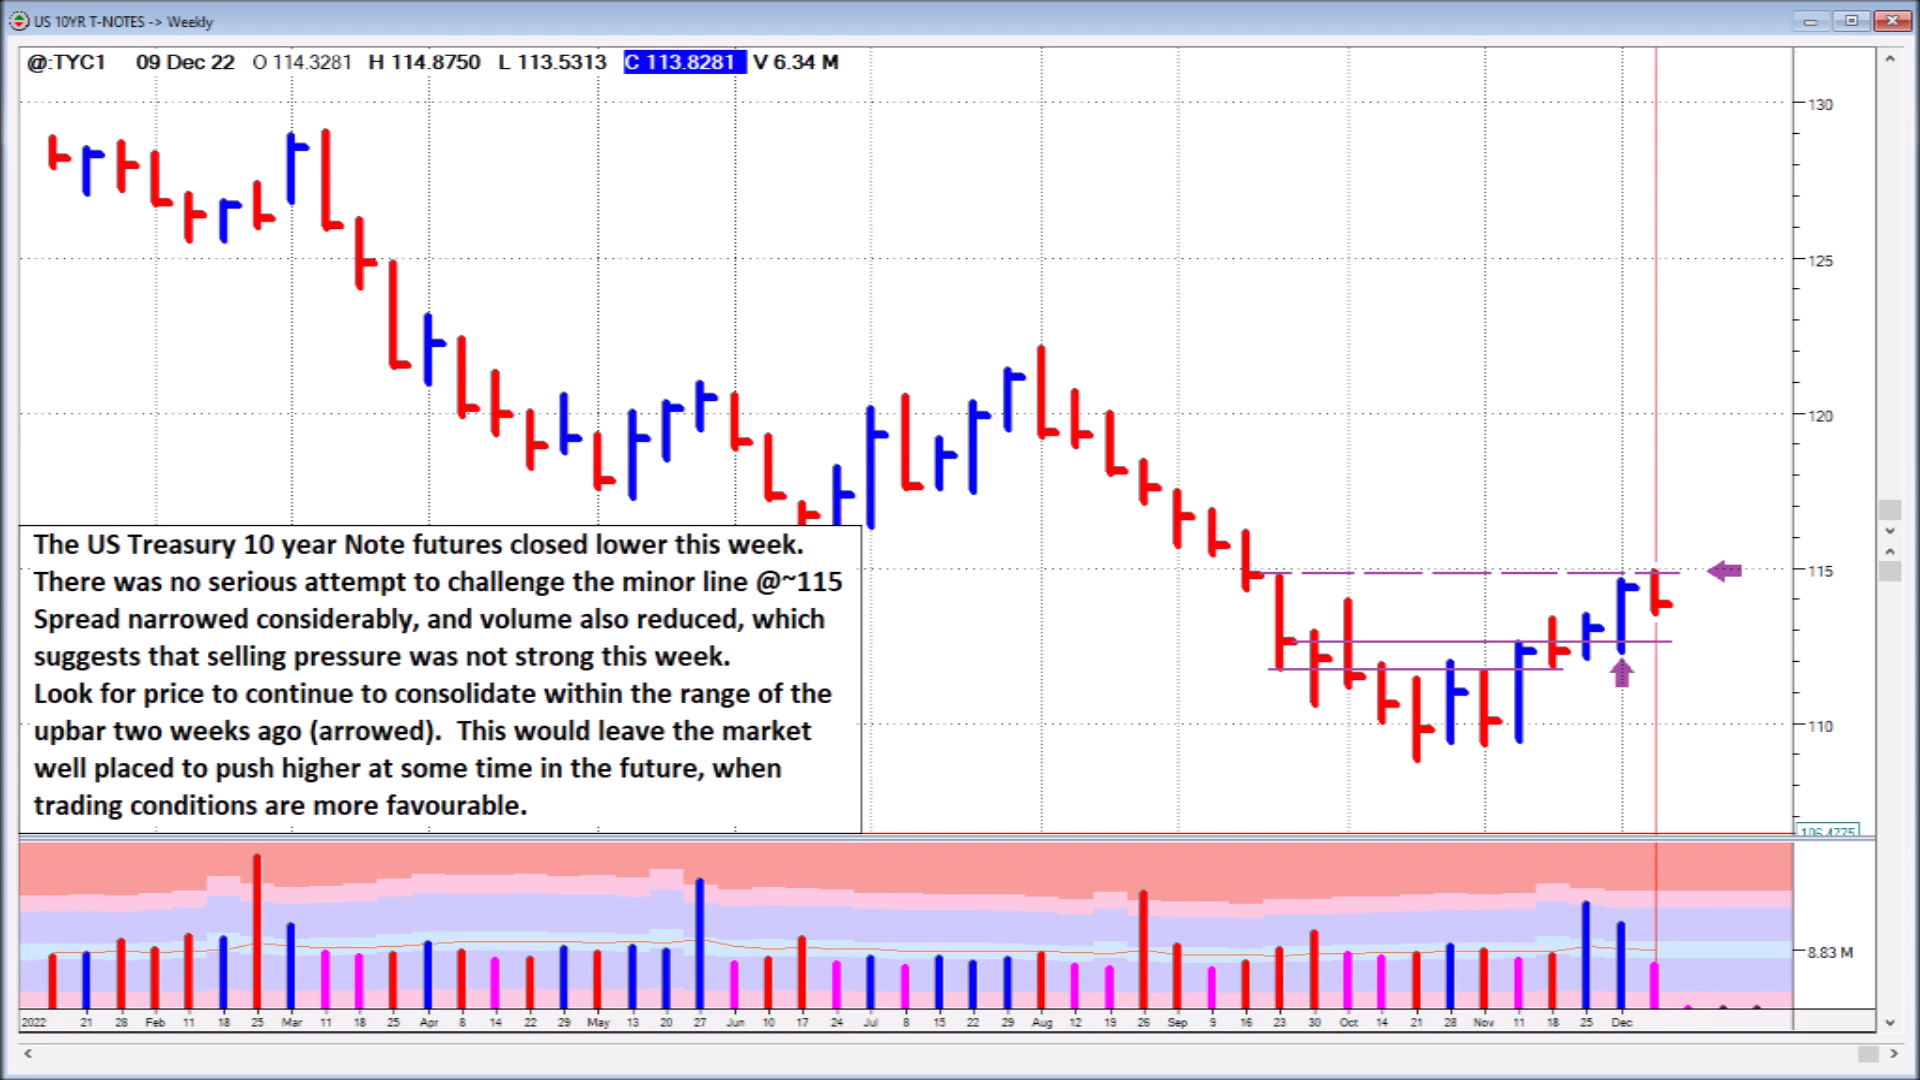 US 10YR T-NOTES -> Weekly
@:TYC1 09 Dec 22 O 114.3281 H 114.8750 L 113.5313 C 113.8281 V 6.34 M
130
125
120
115
110
106.4775
The US Treasury 10 year Note futures closed lower this week.
There was no serious attempt to challenge the minor line @~115
Spread narrowed considerably, and volume also reduced, which
suggests that selling pressure was not strong this week.
Look for price to continue to consolidate within the range of the
upbar two weeks ago (arrowed). This would leave the market
well placed to push higher at some time in the future, when
trading conditions are more favourable.
8.83 M
2022 21 28 Feb 11 18 25 Mar 11 18 25 Apr 8 14 22 29 May 13 20 27 Jun 10 17 24 Jul 8 15 22 29 Aug 12 19 26 Sep 9 16 23 30 Oct 14 21 28 Nov 11 18 25 Dec